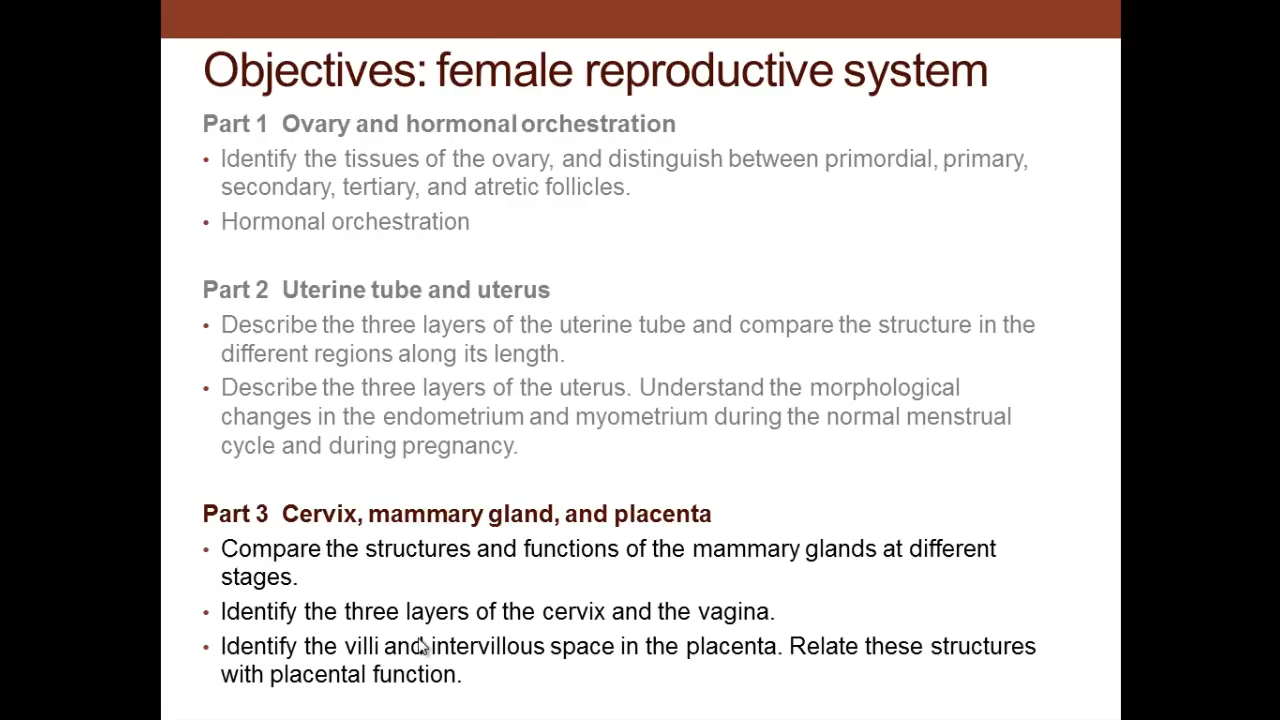 Objectives: female reproductive system
Part 1 Ovary and hormonal orchestration
• Identify the tissues of the ovary, and distinguish between primordial, primary,
secondary, tertiary, and atretic follicles.
• Hormonal orchestration
Part 2 Uterine tube and uterus
• Describe the three layers of the uterine tube and compare the structure in the
different regions along its length.
• Describe the three layers of the uterus. Understand the morphological
changes in the endometrium and myometrium during the normal menstrual
cycle and during pregnancy.
Part 3 Cervix, mammary gland, and placenta
• Compare the structures and functions of the mammary glands at different
stages.
• Identify the three layers of the cervix and the vagina.
• Identify the villi and intervillous space in the placenta. Relate these structures
with placental function.